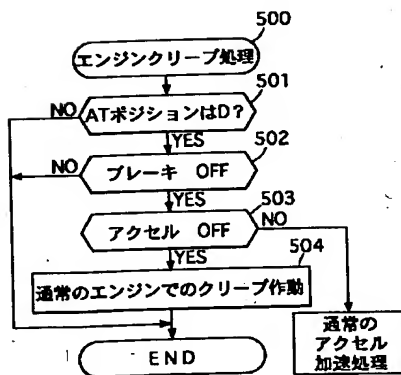 500
エンジンクリープ処理
501
NO
ATポジションはD?
YES
502
NO
ブレーキ OFF
YES
503
アクセル OFF
NO
YES
504
通常のエンジンでのクリープ作動
END
通常の
アクセル
加速処理